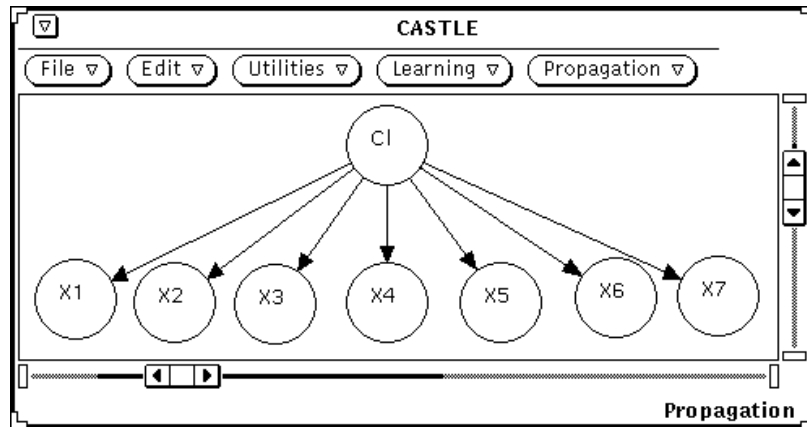 CASTLE
File Edit Utilities Learning Propagation
Cl
X1 X2 X3 X4 X5 X6 X7
Propagation